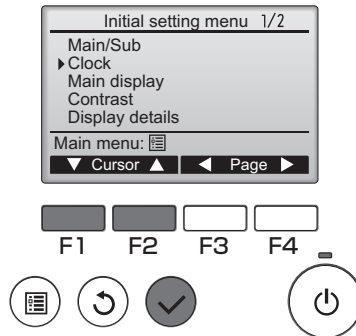 Initial setting menu 1/2
Main/Sub
Clock
Main display
Contrast
Display details
Main menu:
▼ Cursor ▲ ◀ Page ▶
F1 F2 F3 F4